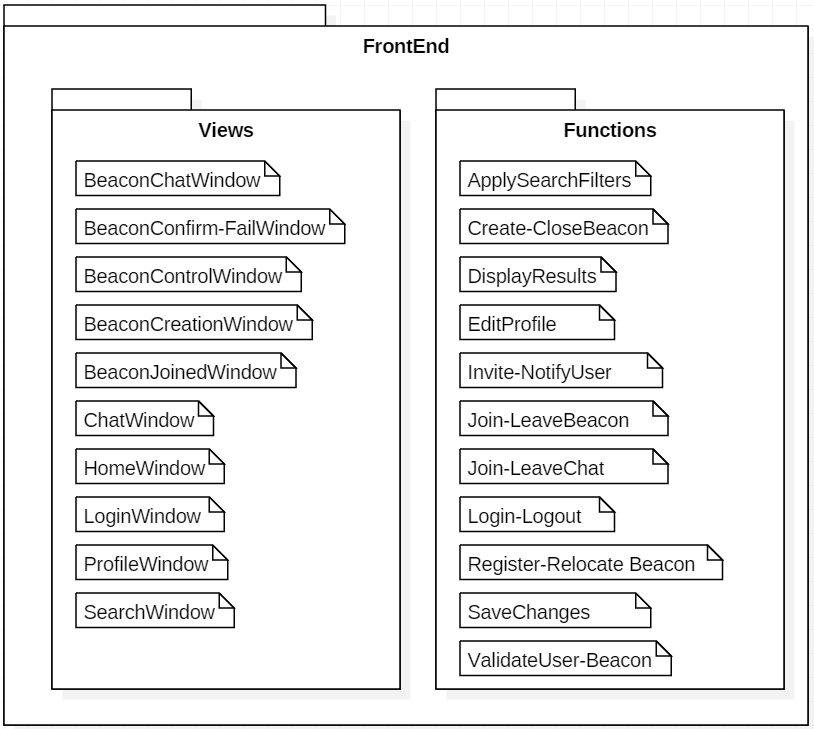 FrontEnd
Views
BeaconChatWindow
BeaconConfirm-FailWindow
BeaconControlWindow
BeaconCreationWindow
BeaconJoinedWindow
ChatWindow
HomeWindow
LoginWindow
ProfileWindow
SearchWindow
Functions
ApplySearchFilters
Create-CloseBeacon
DisplayResults
EditProfile
Invite-NotifyUser
Join-LeaveBeacon
Join-LeaveChat
Login-Logout
Register-Relocate Beacon
SaveChanges
ValidateUser-Beacon